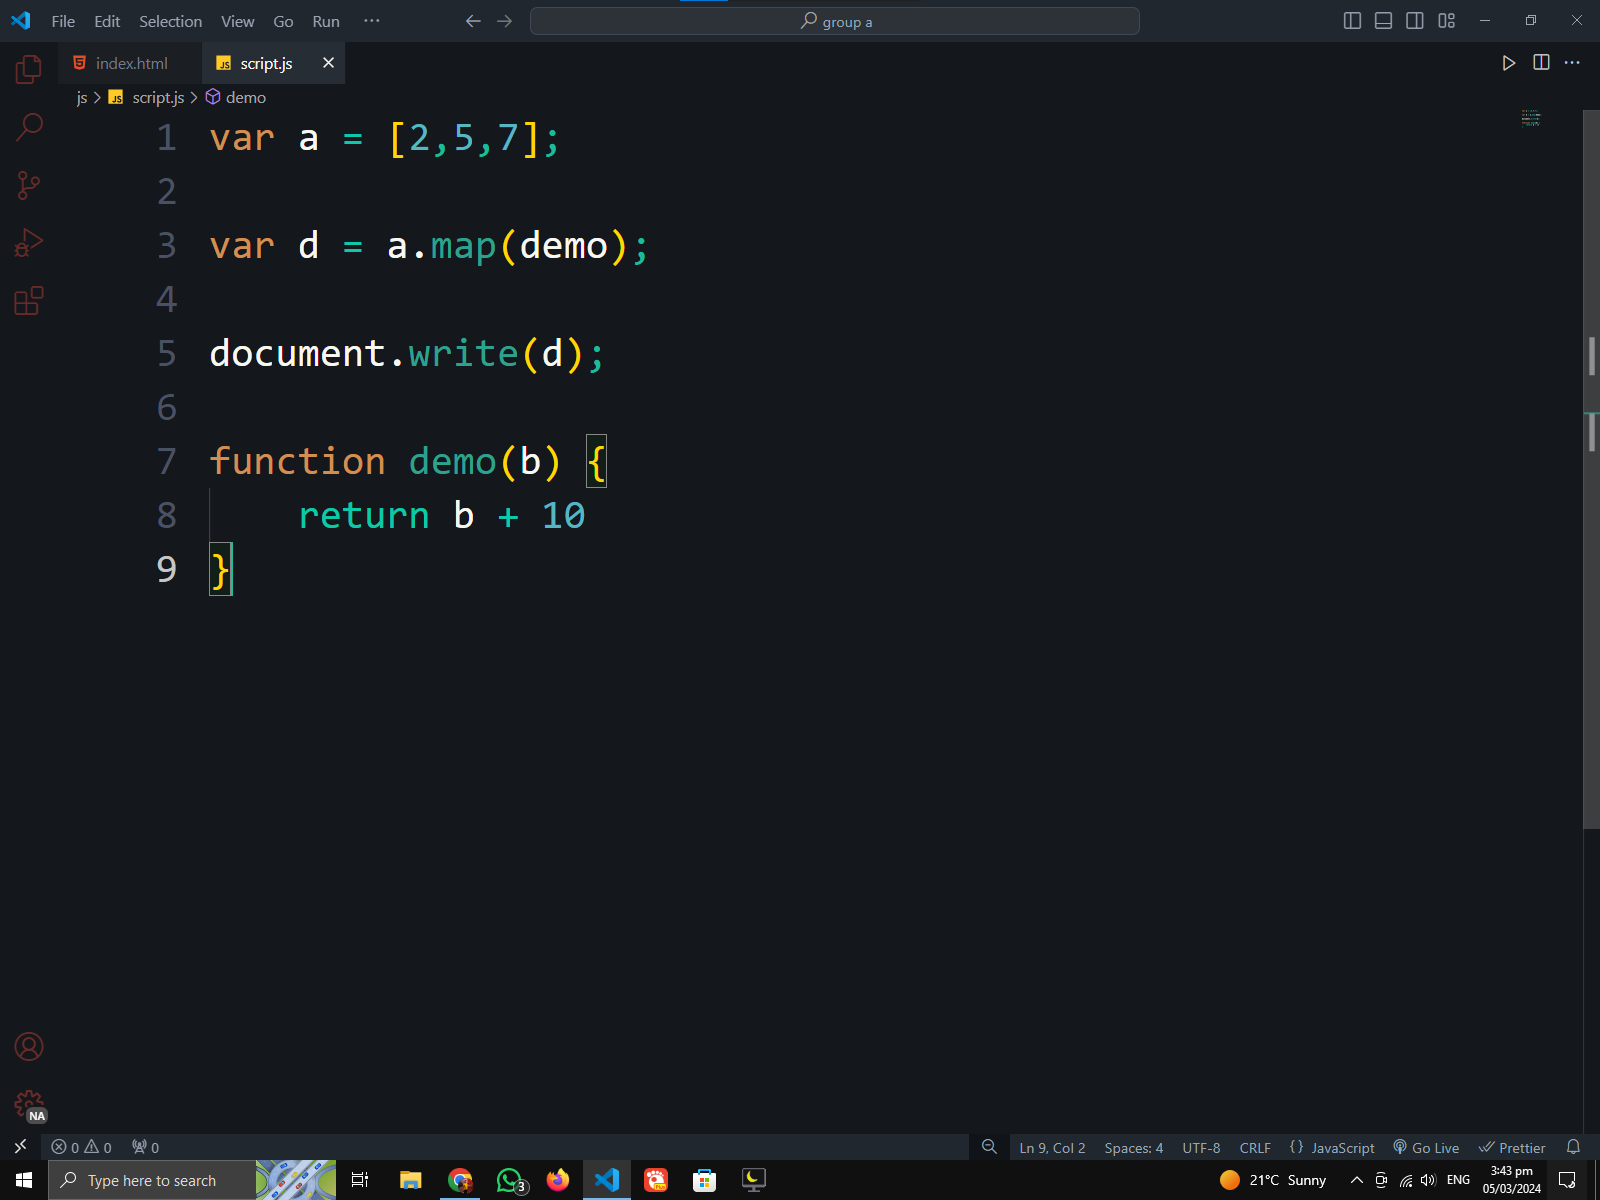 File Edit Selection View Go Run ···
group a
index.html
script.js
js > JS script.js > demo
1 var a = [2,5,7];
2
3 var d = a.map(demo);
4
5 document.write(d);
6
7 function demo(b) {
8     return b + 10
9 }
NA
0 0 0
Ln 9, Col 2 Spaces: 4 UTF-8 CRLF {} JavaScript Go Live Prettier
Type here to search
3
21°C Sunny
ENG
3:43 pm
05/03/2024